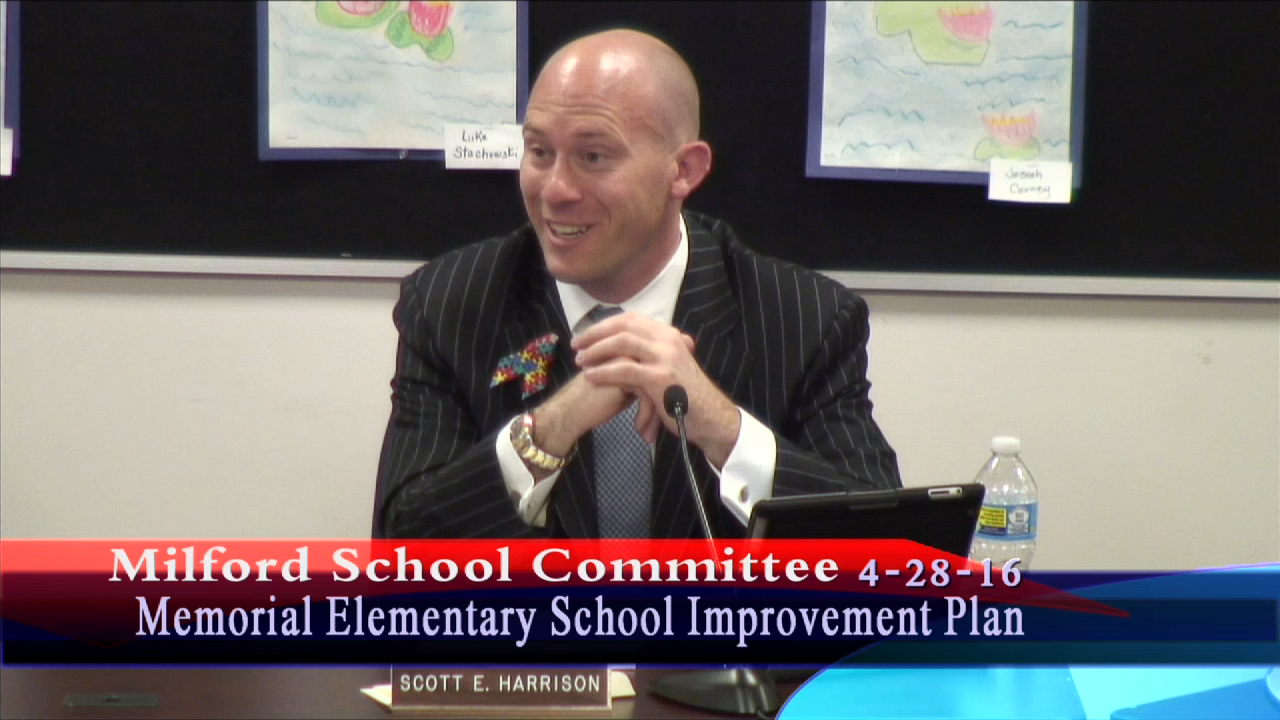 Luke
Stachowski
Josiah
Carney
Milford School Committee 4-28-16
Memorial Elementary School Improvement Plan
SCOTT E. HARRISON